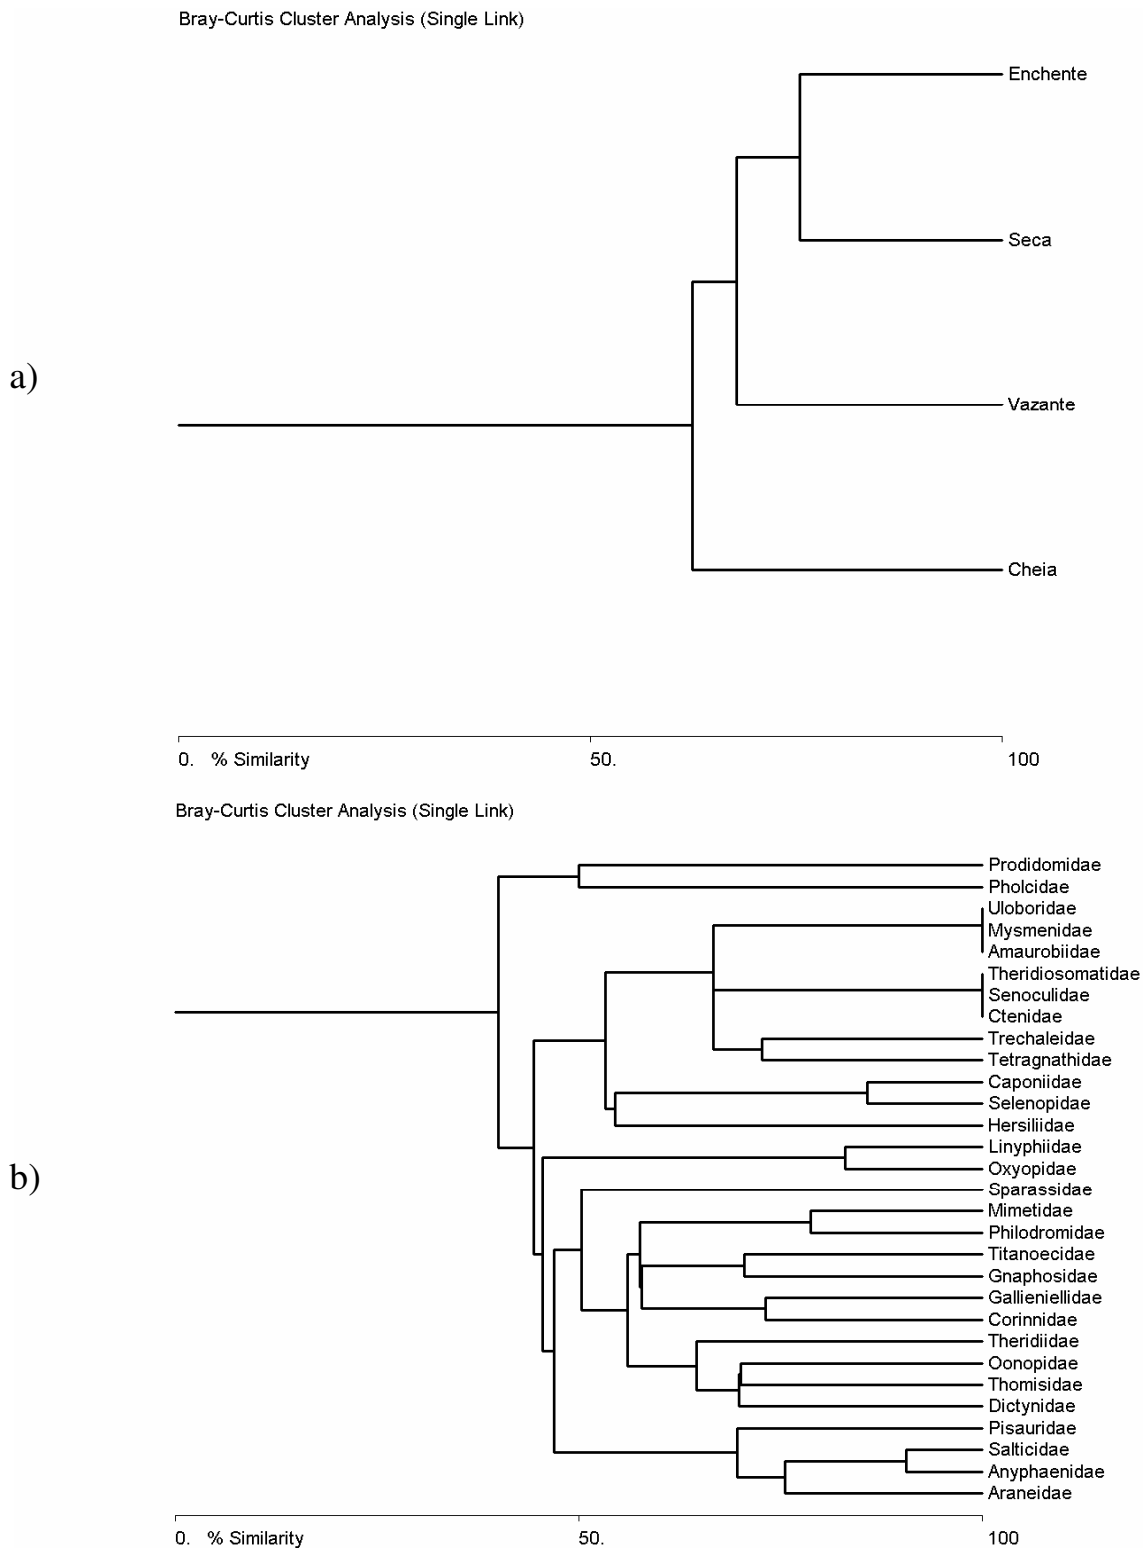 Bray-Curtis Cluster Analysis (Single Link)
Enchente
Seca
a)
Vazante
Cheia
0. % Similarity 50. 100
Bray-Curtis Cluster Analysis (Single Link)
Prodidomidae
Pholcidae
Uloboridae
Mysmenidae
Amaurobiidae
Theridiosomatidae
Senoculidae
Ctenidae
Trechaleidae
Tetragnathidae
Caponiidae
Selenopidae
Hersiliidae
Linyphiidae
b)
Oxyopidae
Sparassidae
Mimetidae
Philodromidae
Titanoecidae
Gnaphosidae
Gallieniellidae
Corinnidae
Theridiidae
Oonopidae
Thomisidae
Dictynidae
Pisauridae
Salticidae
Anyphaenidae
Araneidae
0. % Similarity 50. 100